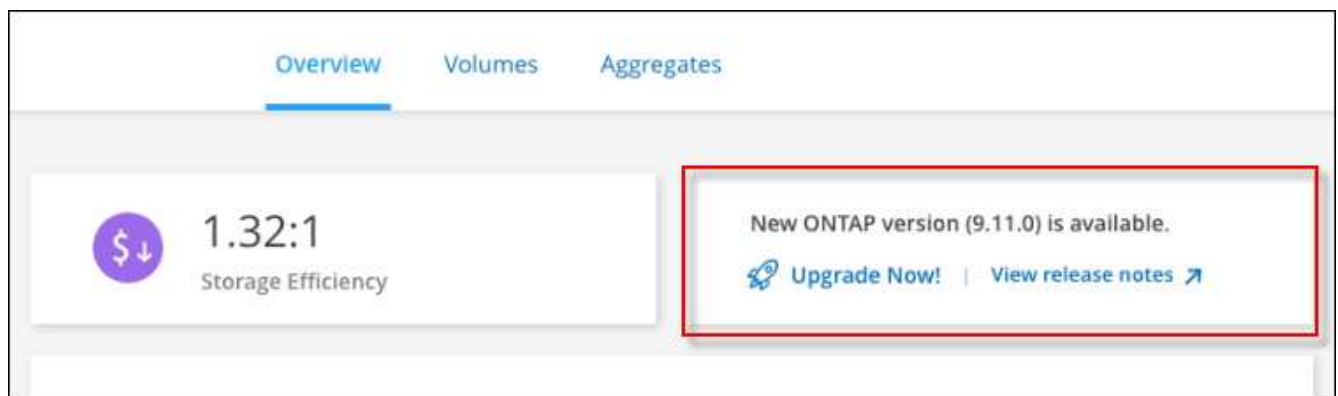 Overview Volumes Aggregates
1.32:1
Storage Efficiency
New ONTAP version (9.11.0) is available.
Upgrade Now! | View release notes